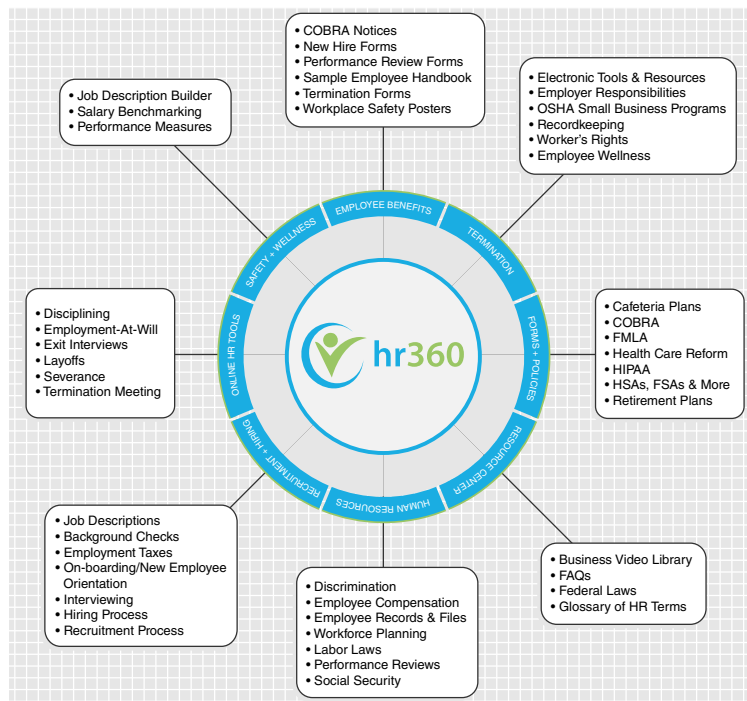 • COBRA Notices
• New Hire Forms
• Performance Review Forms
• Sample Employee Handbook
• Termination Forms
• Workplace Safety Posters
• Job Description Builder
• Salary Benchmarking
• Performance Measures
• Electronic Tools & Resources
• Employer Responsibilities
• OSHA Small Business Programs
• Recordkeeping
• Worker's Rights
• Employee Wellness
EMPLOYEE BENEFITS
SAFETY + WELLNESS
TERMINATION
ONLINE HR TOOLS
FORMS + POLICIES
RECRUITMENT + HIRING
RESOURCE CENTER
HUMAN RESOURCES
hr360
• Disciplining
• Employment-At-Will
• Exit Interviews
• Layoffs
• Severance
• Termination Meeting
• Cafeteria Plans
• COBRA
• FMLA
• Health Care Reform
• HIPAA
• HSAs, FSAs & More
• Retirement Plans
• Job Descriptions
• Background Checks
• Employment Taxes
• On-boarding/New Employee
Orientation
• Interviewing
• Hiring Process
• Recruitment Process
• Discrimination
• Employee Compensation
• Employee Records & Files
• Workforce Planning
• Labor Laws
• Performance Reviews
• Social Security
• Business Video Library
• FAQs
• Federal Laws
• Glossary of HR Terms